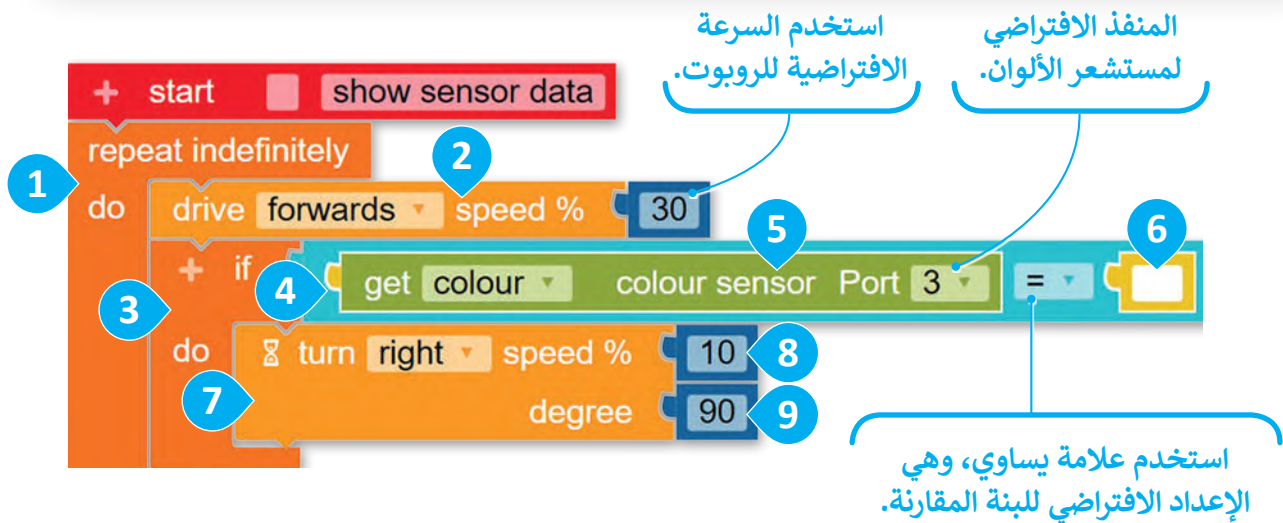 المنفذ الافتراضي
لمستشعر الألوان.
استخدم السرعة
الافتراضية للروبوت.
+ start show sensor data
repeat indefinitely
1
2
do drive forwards speed % 30
5
6
3
+ if 4 get colour colour sensor Port 3 =
do turn right speed % 10 8
7
degree 90 9
استخدم علامة يساوي، وهي
الإعداد الافتراضي للبنة المقارنة.